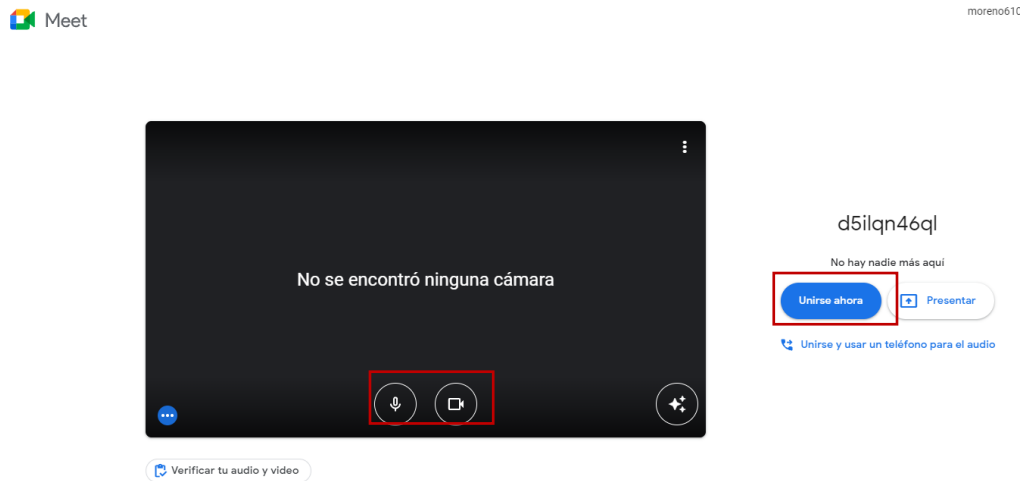 Meet
moreno610
No se encontró ninguna cámara
d5ilqn46ql
No hay nadie más aquí
Unirse ahora
Presentar
Unirse y usar un teléfono para el audio
Verificar tu audio y video